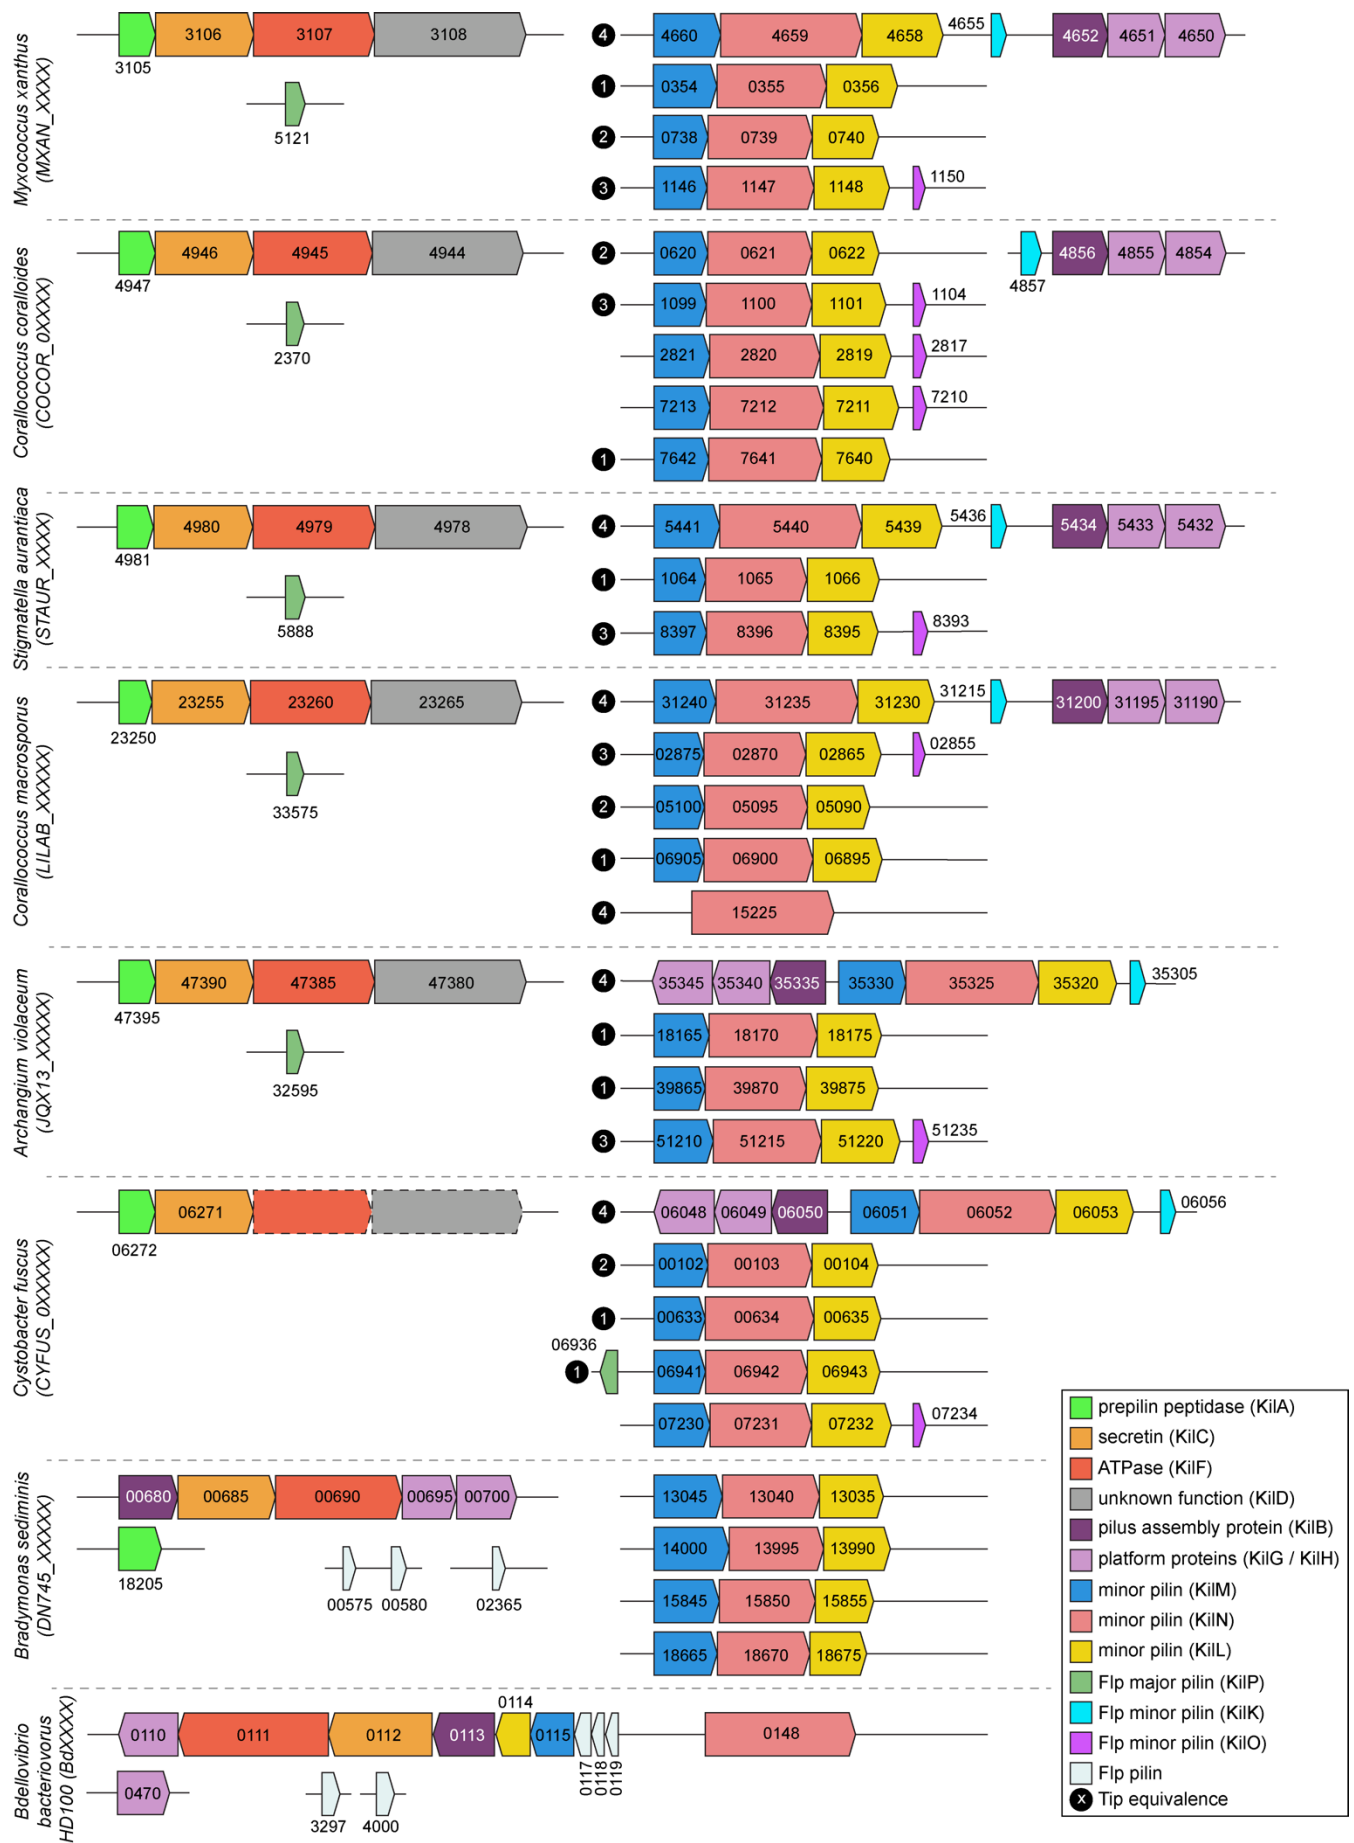 Myxococcus xanthus
(MXAN_XXXX)
3106 3107 3108
3105
5121
4 4660 4659 4658 4655 4652 4651 4650
1 0354 0355 0356
2 0738 0739 0740
3 1146 1147 1148 1150
Corallococcus coralloides
(COCOR_0XXXX)
4946 4945 4944
4947
2370
2 0620 0621 0622 4857 4856 4855 4854
3 1099 1100 1101 1104
2821 2820 2819 2817
7213 7212 7211 7210
1 7642 7641 7640
Stigmatella aurantiaca
(STAUR_XXXX)
4980 4979 4978
4981
5888
4 5441 5440 5439 5436 5434 5433 5432
1 1064 1065 1066
3 8397 8396 8395 8393
Corallococcus macrosporus
(LILAB_XXXXX)
23255 23260 23265
23250
33575
4 31240 31235 31230 31215 31200 31195 31190
3 02875 02870 02865 02855
2 05100 05095 05090
1 06905 06900 06895
4 15225
Archangium violaceum
(JQX13_XXXXX)
47390 47385 47380
47395
32595
4 35345 35340 35335 35330 35325 35320 35305
1 18165 18170 18175
1 39865 39870 39875
3 51210 51215 51220 51235
Cystobacter fuscus
(CYFUS_0XXXXX)
06271
06272
4 06048 06049 06050 06051 06052 06053 06056
2 00102 00103 00104
1 00633 00634 00635
06936
1 06941 06942 06943
07230 07231 07232 07234
Bradymonas sediminis
(DN745_XXXXX)
00680 00685 00690 00695 00700
18205
00575 00580 02365
13045 13040 13035
14000 13995 13990
15845 15850 15855
18665 18670 18675
Bdellovibrio
bacteriovorus
HD100 (BdXXXX)
0110 0111 0112 0113 0114 0115 0117 0118 0119 0148
0470
3297 4000
prepilin peptidase (KilA)
secretin (KilC)
ATPase (KilF)
unknown function (KilD)
pilus assembly protein (KilB)
platform proteins (KilG / KilH)
minor pilin (KilM)
minor pilin (KilN)
minor pilin (KilL)
Flp major pilin (KilP)
Flp minor pilin (KilK)
Flp minor pilin (KilO)
Flp pilin
x Tip equivalence